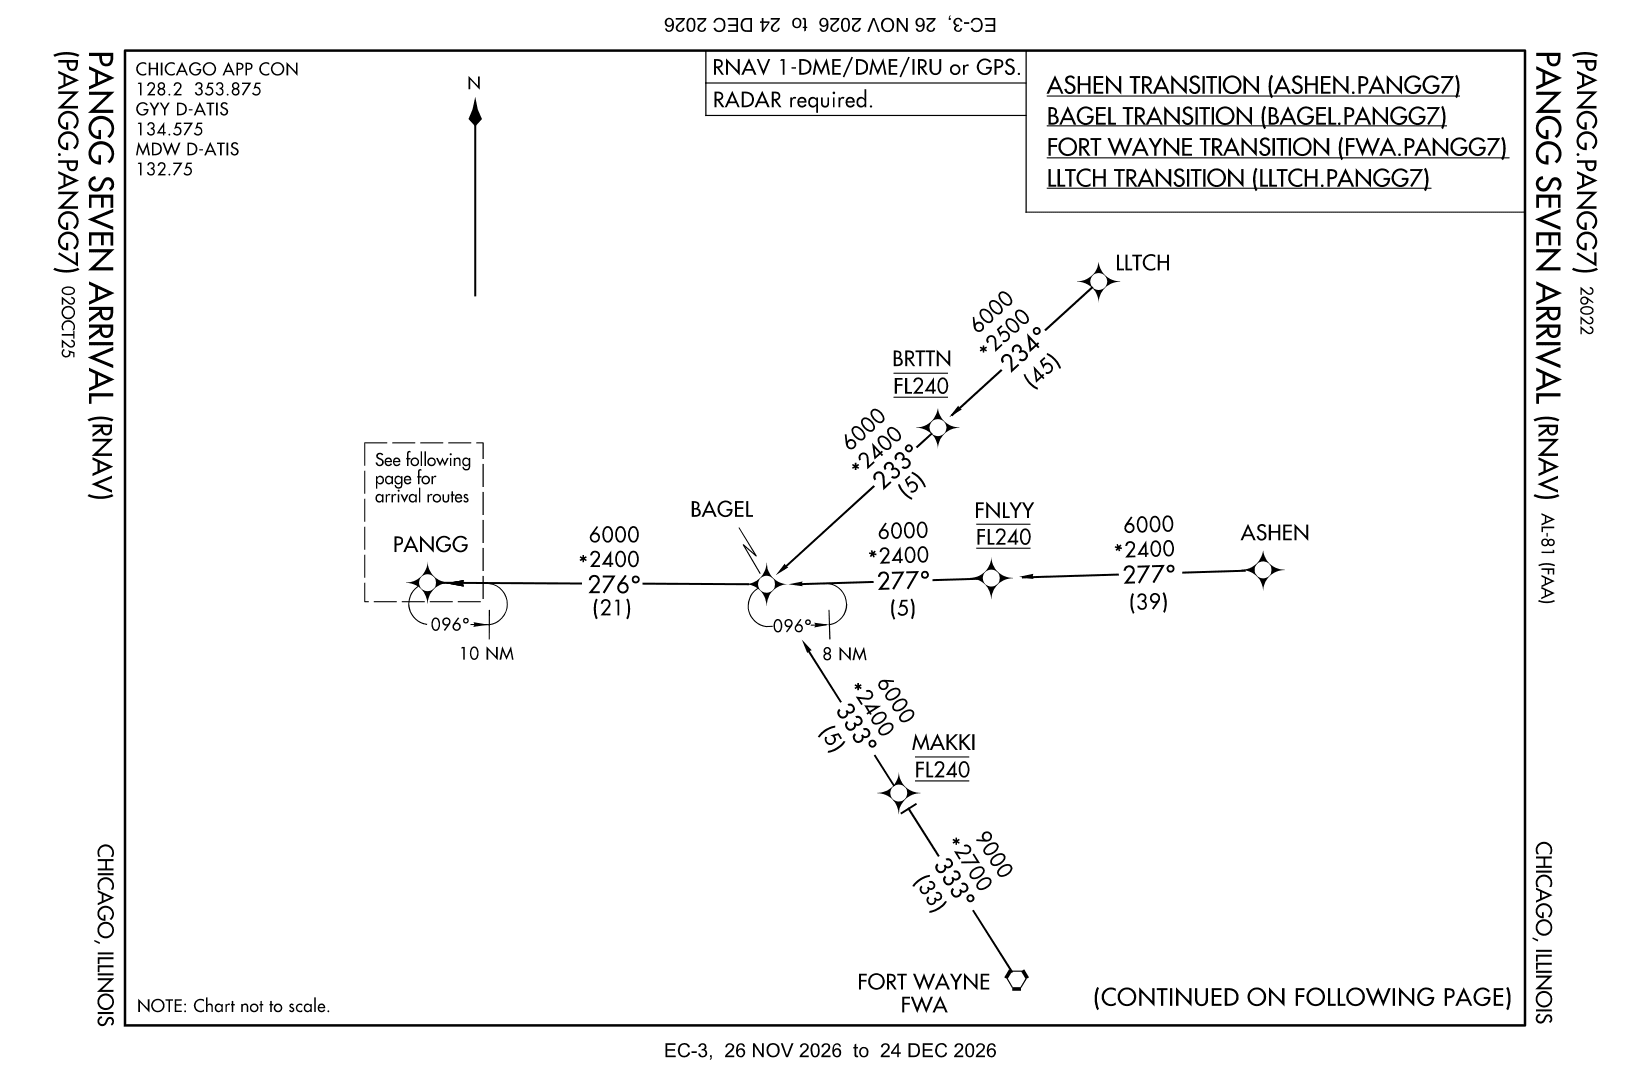 EC-3, 26 NOV 2026 to 24 DEC 2026
(PANGG.PANGG7) 02OCT25
PANGG SEVEN ARRIVAL (RNAV)
CHICAGO, ILLINOIS
CHICAGO APP CON
128.2 353.875
GYY D-ATIS
134.575
MDW D-ATIS
132.75
N
RNAV 1-DME/DME/IRU or GPS.
RADAR required.
ASHEN TRANSITION (ASHEN.PANGG7)
BAGEL TRANSITION (BAGEL.PANGG7)
FORT WAYNE TRANSITION (FWA.PANGG7)
LLTCH TRANSITION (LLTCH.PANGG7)
LLTCH
6000
*2500
234°
(45)
BRTTN
FL240
6000
*2400
233°
(5)
See following
page for
arrival routes
PANGG
096°
10 NM
6000
*2400
276°
(21)
BAGEL
096°
8 NM
6000
*2400
277°
(5)
FNLYY
FL240
6000
*2400
277°
(39)
ASHEN
6000
*2400
333°
(5)
MAKKI
FL240
9000
*2700
333°
(33)
FORT WAYNE
FWA
NOTE: Chart not to scale.
(CONTINUED ON FOLLOWING PAGE)
(PANGG.PANGG7) 26022
PANGG SEVEN ARRIVAL (RNAV) AL-81 (FAA)
CHICAGO, ILLINOIS
EC-3, 26 NOV 2026 to 24 DEC 2026